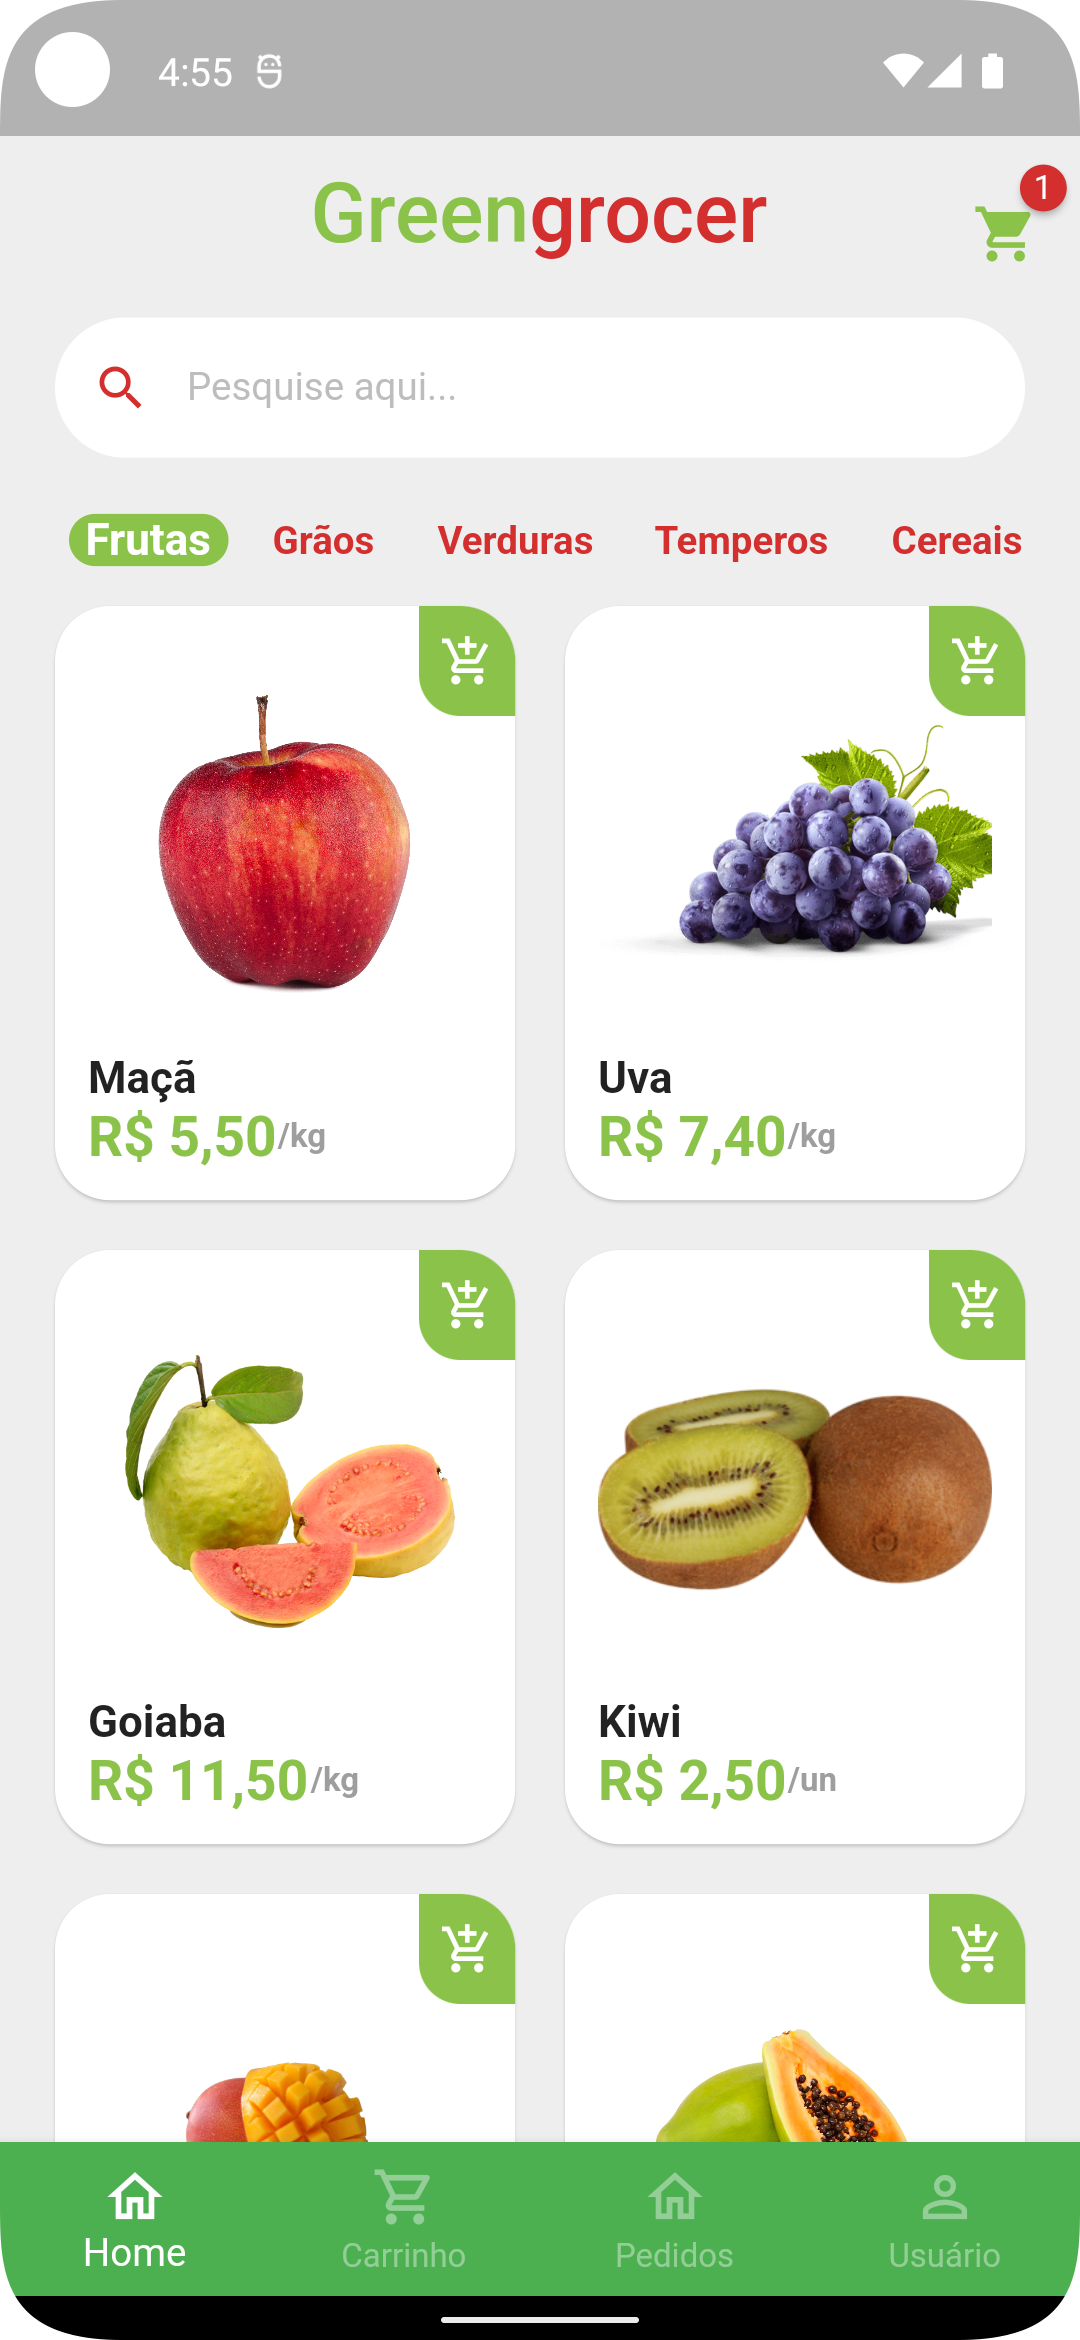 4:55
Greengrocer
1
Pesquise aqui...
Frutas Grãos Verduras Temperos Cereais
Maçã
R$ 5,50/kg
Uva
R$ 7,40/kg
Goiaba
R$ 11,50/kg
Kiwi
R$ 2,50/un
Home Carrinho Pedidos Usuário